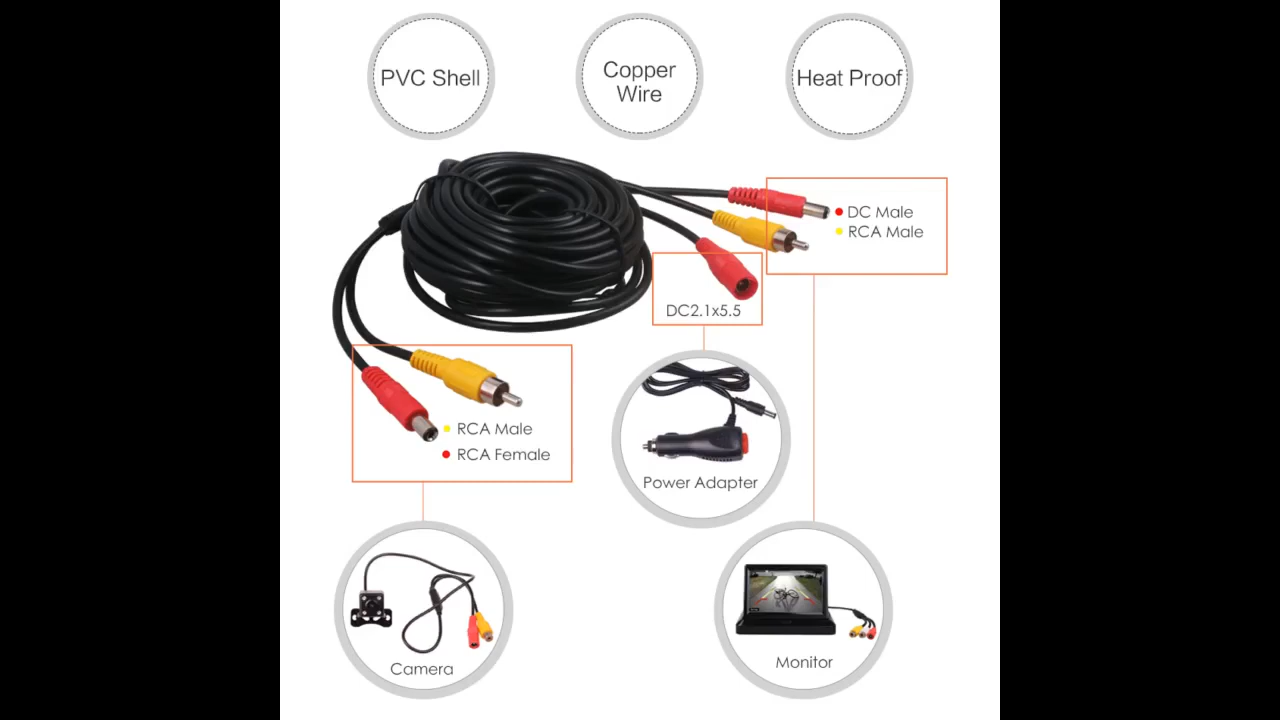 PVC Shell
Copper
Wire
Heat Proof
DC Male
RCA Male
DC2.1x5.5
RCA Male
RCA Female
Power Adapter
Camera
Monitor